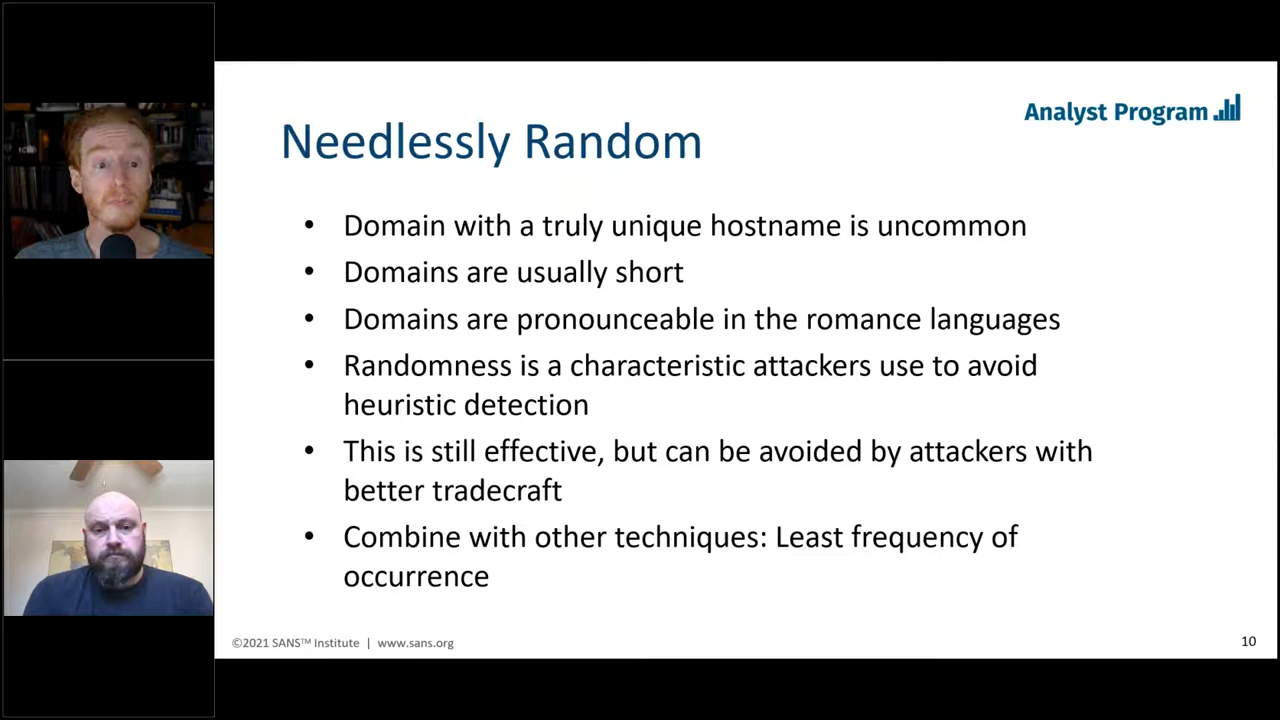 Analyst Program
Needlessly Random
• Domain with a truly unique hostname is uncommon
• Domains are usually short
• Domains are pronounceable in the romance languages
• Randomness is a characteristic attackers use to avoid
heuristic detection
• This is still effective, but can be avoided by attackers with
better tradecraft
• Combine with other techniques: Least frequency of
occurrence
©2021 SANS™ Institute | www.sans.org
10